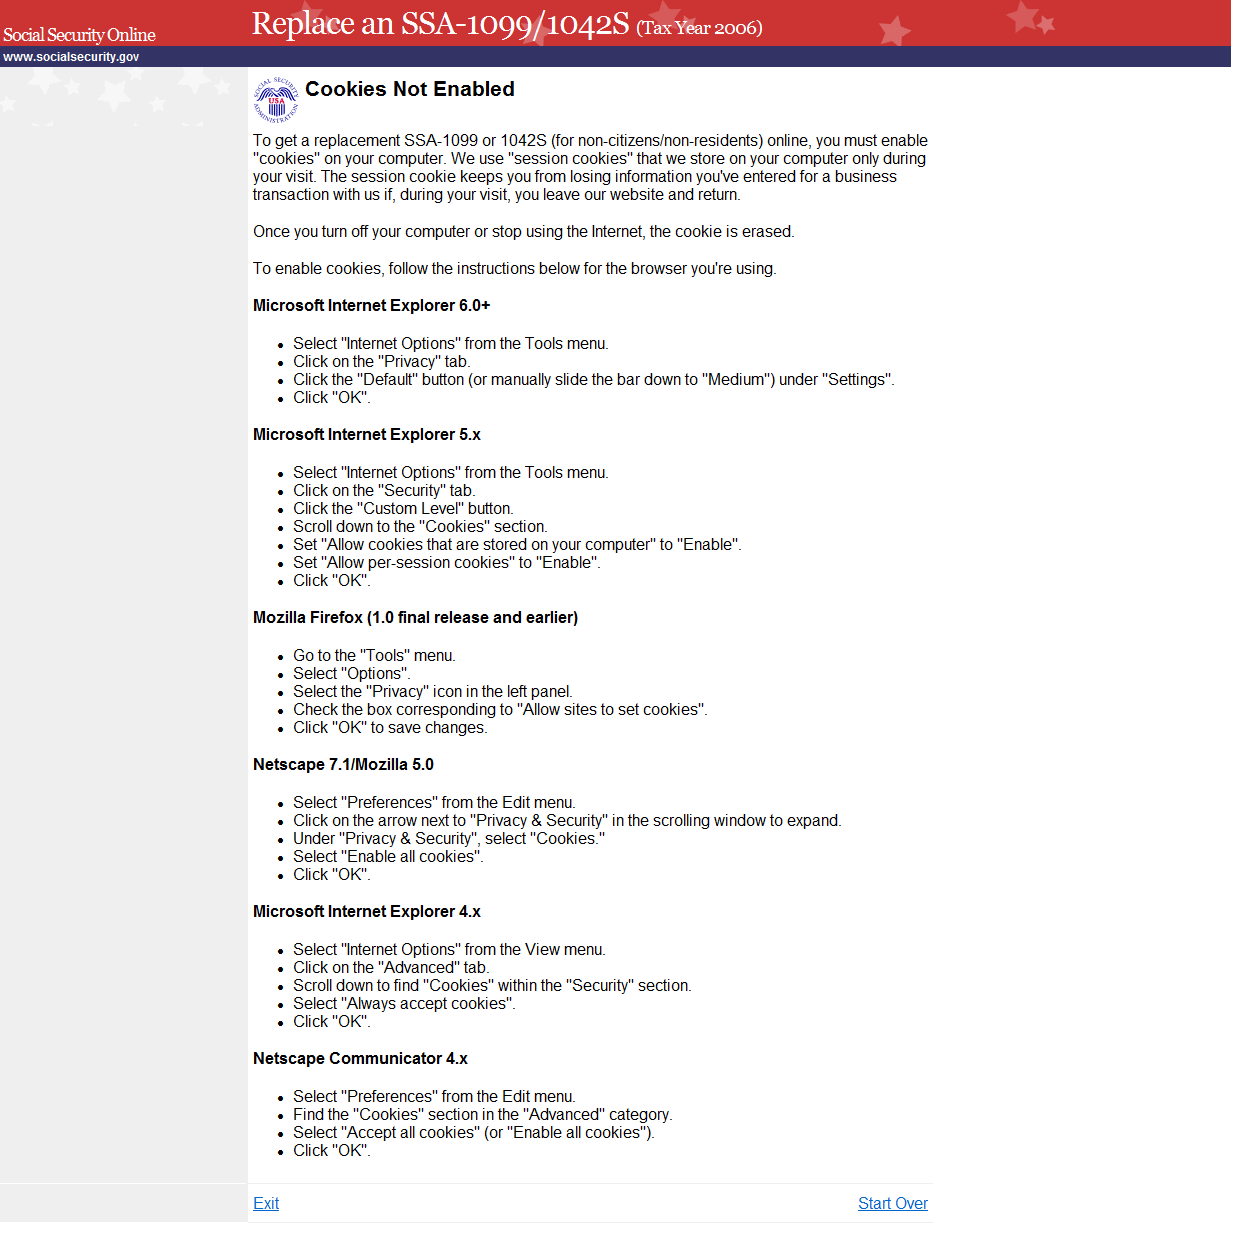 Social Security Online
Replace an SSA-1099/1042S (Tax Year 2006)
www.socialsecurity.gov
SOCIAL SECURITY ADMINISTRATION
USA
Cookies Not Enabled
To get a replacement SSA-1099 or 1042S (for non-citizens/non-residents) online, you must enable
"cookies" on your computer. We use "session cookies" that we store on your computer only during
your visit. The session cookie keeps you from losing information you've entered for a business
transaction with us if, during your visit, you leave our website and return.
Once you turn off your computer or stop using the Internet, the cookie is erased.
To enable cookies, follow the instructions below for the browser you're using.
Microsoft Internet Explorer 6.0+
• Select "Internet Options" from the Tools menu.
• Click on the "Privacy" tab.
• Click the "Default" button (or manually slide the bar down to "Medium") under "Settings".
• Click "OK".
Microsoft Internet Explorer 5.x
• Select "Internet Options" from the Tools menu.
• Click on the "Security" tab.
• Click the "Custom Level" button.
• Scroll down to the "Cookies" section.
• Set "Allow cookies that are stored on your computer" to "Enable".
• Set "Allow per-session cookies" to "Enable".
• Click "OK".
Mozilla Firefox (1.0 final release and earlier)
• Go to the "Tools" menu.
• Select "Options".
• Select the "Privacy" icon in the left panel.
• Check the box corresponding to "Allow sites to set cookies".
• Click "OK" to save changes.
Netscape 7.1/Mozilla 5.0
• Select "Preferences" from the Edit menu.
• Click on the arrow next to "Privacy & Security" in the scrolling window to expand.
• Under "Privacy & Security", select "Cookies."
• Select "Enable all cookies".
• Click "OK".
Microsoft Internet Explorer 4.x
• Select "Internet Options" from the View menu.
• Click on the "Advanced" tab.
• Scroll down to find "Cookies" within the "Security" section.
• Select "Always accept cookies".
• Click "OK".
Netscape Communicator 4.x
• Select "Preferences" from the Edit menu.
• Find the "Cookies" section in the "Advanced" category.
• Select "Accept all cookies" (or "Enable all cookies").
• Click "OK".
Exit
Start Over